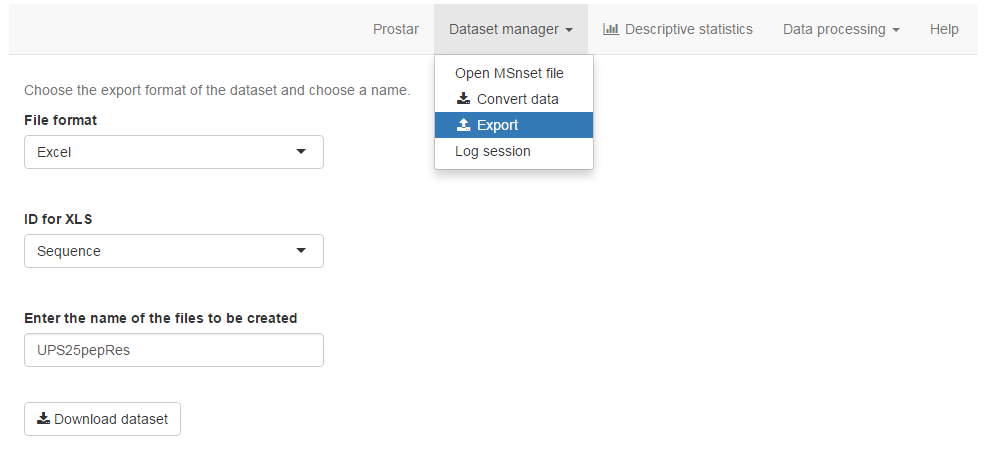 Prostar Dataset manager Descriptive statistics Data processing Help
Open MSnset file
Convert data
Export
Log session
Choose the export format of the dataset and choose a name.
File format
Excel
ID for XLS
Sequence
Enter the name of the files to be created
UPS25pepRes
Download dataset